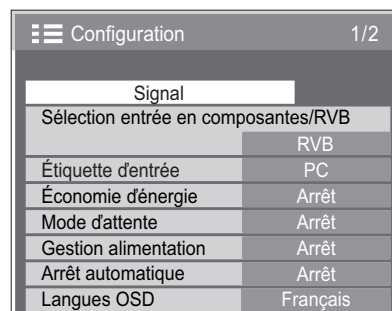 Configuration 1/2
Signal
Sélection entrée en composantes/RVB
RVB
Étiquette d'entrée PC
Économie d'énergie Arrêt
Mode d'attente Arrêt
Gestion alimentation Arrêt
Arrêt automatique Arrêt
Langues OSD Français